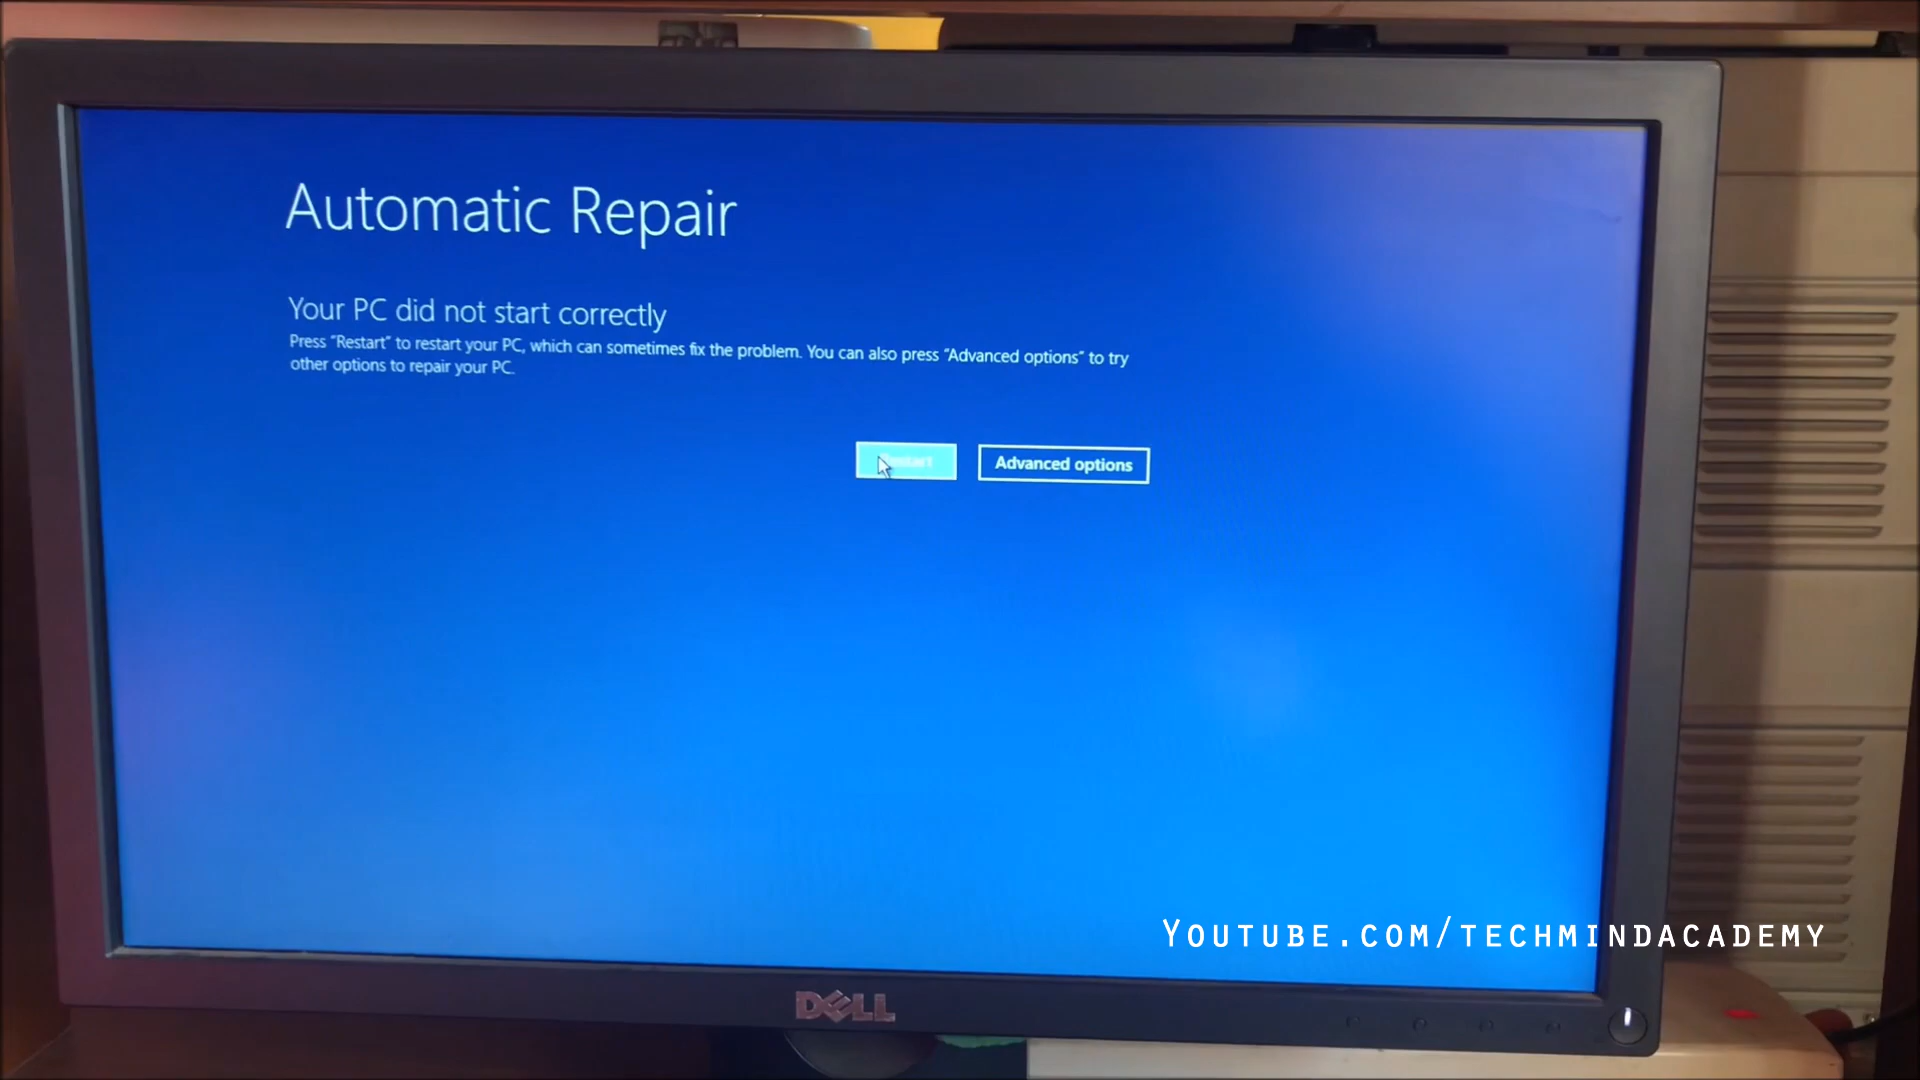 Automatic Repair
Your PC did not start correctly
Press "Restart" to restart your PC, which can sometimes fix the problem. You can also press "Advanced options" to try
other options to repair your PC.
Restart
Advanced options
YOUTUBE.COM/TECHMINDACADEMY
DELL